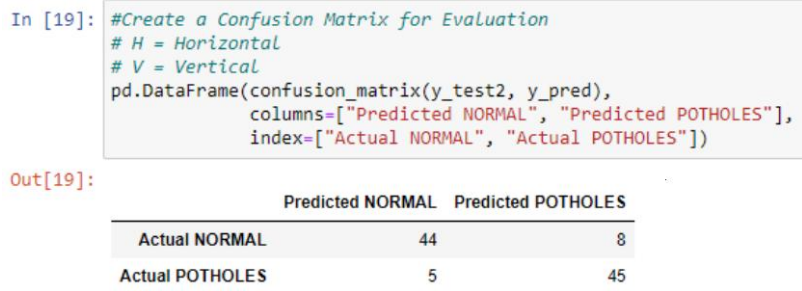 In [19]: #Create a Confusion Matrix for Evaluation
# H = Horizontal
# V = Vertical
pd.DataFrame(confusion_matrix(y_test2, y_pred),
columns=["Predicted NORMAL", "Predicted POTHOLES"],
index=["Actual NORMAL", "Actual POTHOLES"])
Out[19]:
Predicted NORMAL Predicted POTHOLES
Actual NORMAL 44 8
Actual POTHOLES 5 45